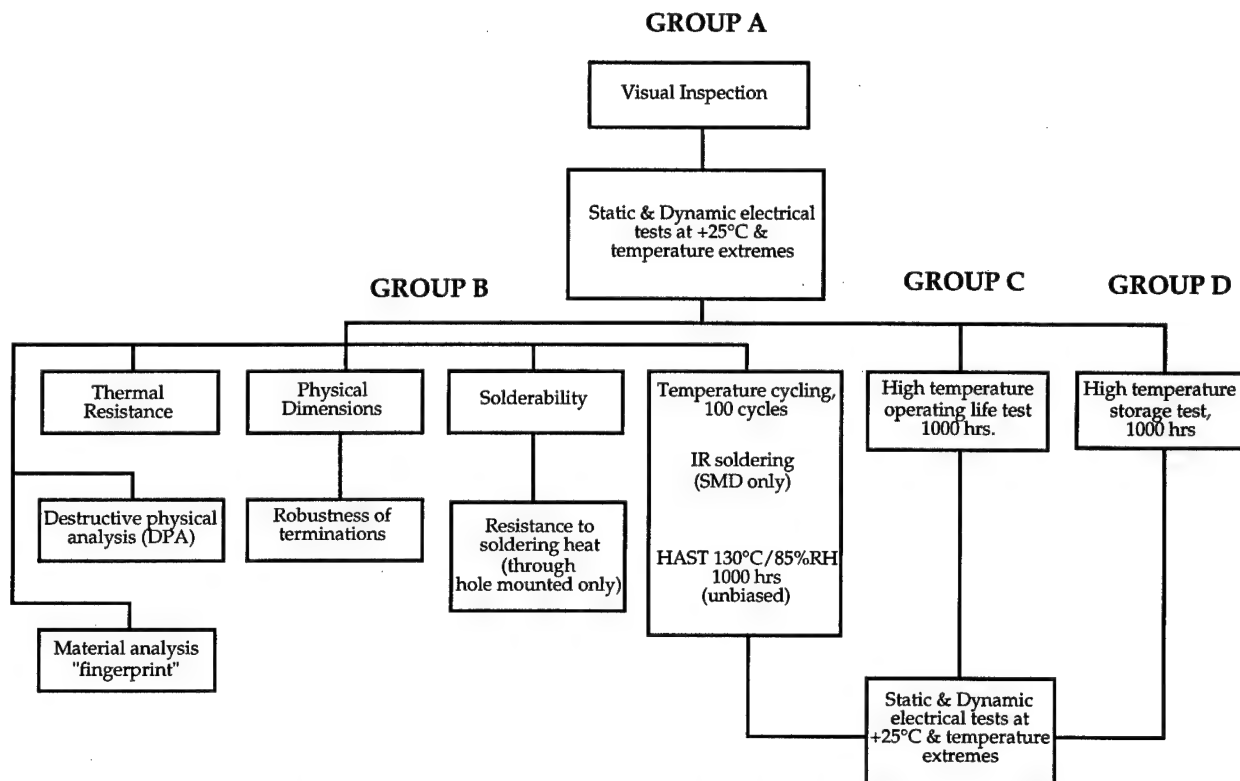 GROUP A
Visual Inspection
Static & Dynamic electrical
tests at +25°C &
temperature extremes
GROUP B
GROUP C
GROUP D
Thermal
Resistance
Physical
Dimensions
Solderability
Temperature cycling,
100 cycles
IR soldering
(SMD only)
HAST 130°C/85%RH
1000 hrs
(unbiased)
High temperature
operating life test
1000 hrs.
High temperature
storage test,
1000 hrs
Destructive physical
analysis (DPA)
Robustness of
terminations
Resistance to
soldering heat
(through
hole mounted only)
Material analysis
"fingerprint"
Static & Dynamic
electrical tests at
+25°C & temperature
extremes